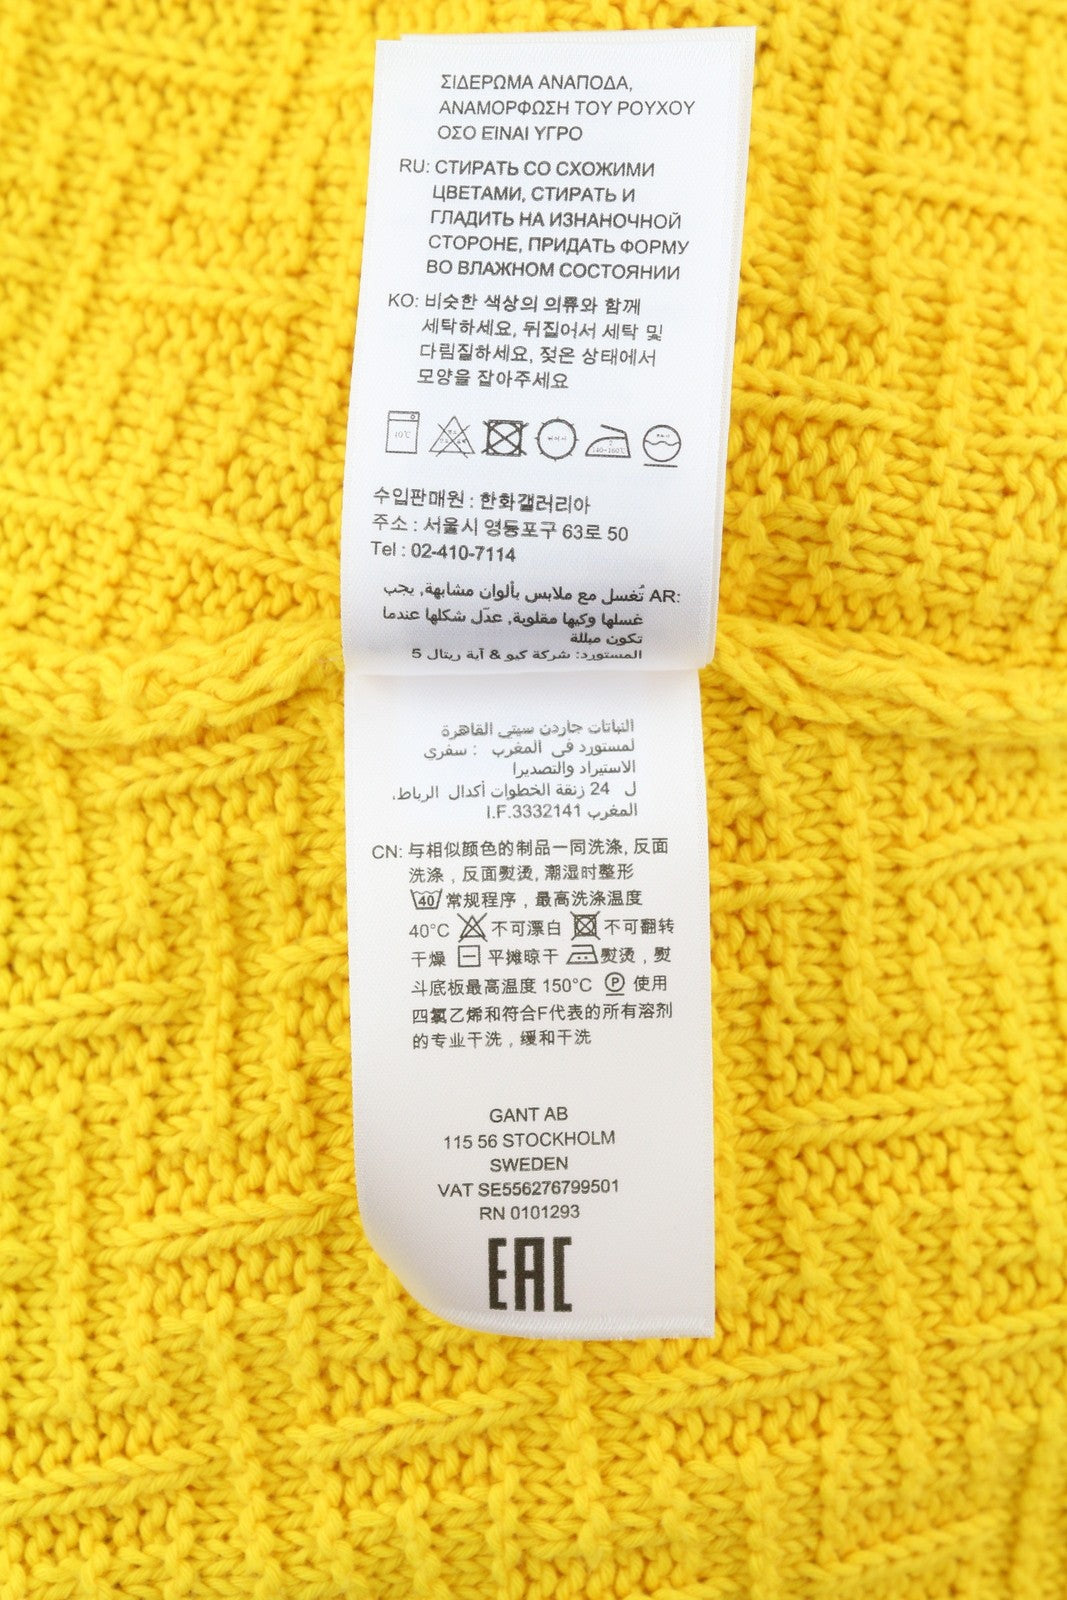 ΣΙΔΕΡΩΜΑ ΑΝΑΠΟΔΑ,
ΑΝΑΜΟΡΦΩΣΗ ΤΟΥ ΡΟΥΧΟΥ
ΟΣΟ ΕΊΝΑΙ ΥΓΡΟ
RU: СТИРАТЬ СО СХОЖИМИ
ЦВЕТАМИ, СТИРАТЬ И
ГЛАДИТЬ НА ИЗНАНОЧНОЙ
СТОРОНЕ, ПРИДАТЬ ФОРМУ
ВО ВЛАЖНОМ СОСТОЯНИИ
KO: 비슷한 색상의 의류와 함께
세탁하세요, 뒤집어서 세탁 및
다림질하세요, 젖은 상태에서
모양을 잡아주세요
수입판매원 : 한화갤러리아
주소 : 서울시 영등포구 63로 50
Tel : 02-410-7114
AR: تُغسل مع ملابس بألوان مشابهة, يجب
غسلها وكيها مقلوبة, عدّل شكلها عندما
تكون مبللة
المستورد: شركة كيو & آية ريتال 5
النباتات جاردن سيتي القاهرة
لمستورد في المغرب : سفري
الاستيراد والتصديرا
ل 24 زنقة الخطوات أكدال الرباط,
المغرب I.F.3332141
CN: 与相似颜色的制品一同洗涤, 反面
洗涤，反面熨烫, 潮湿时整形
40 常规程序，最高洗涤温度
40°C 不可漂白 不可翻转
干燥 平摊晾干 熨烫，熨
斗底板最高温度 150°C P 使用
四氯乙烯和符合F代表的所有溶剂
的专业干洗，缓和干洗
GANT AB
115 56 STOCKHOLM
SWEDEN
VAT SE556276799501
RN 0101293
EAC